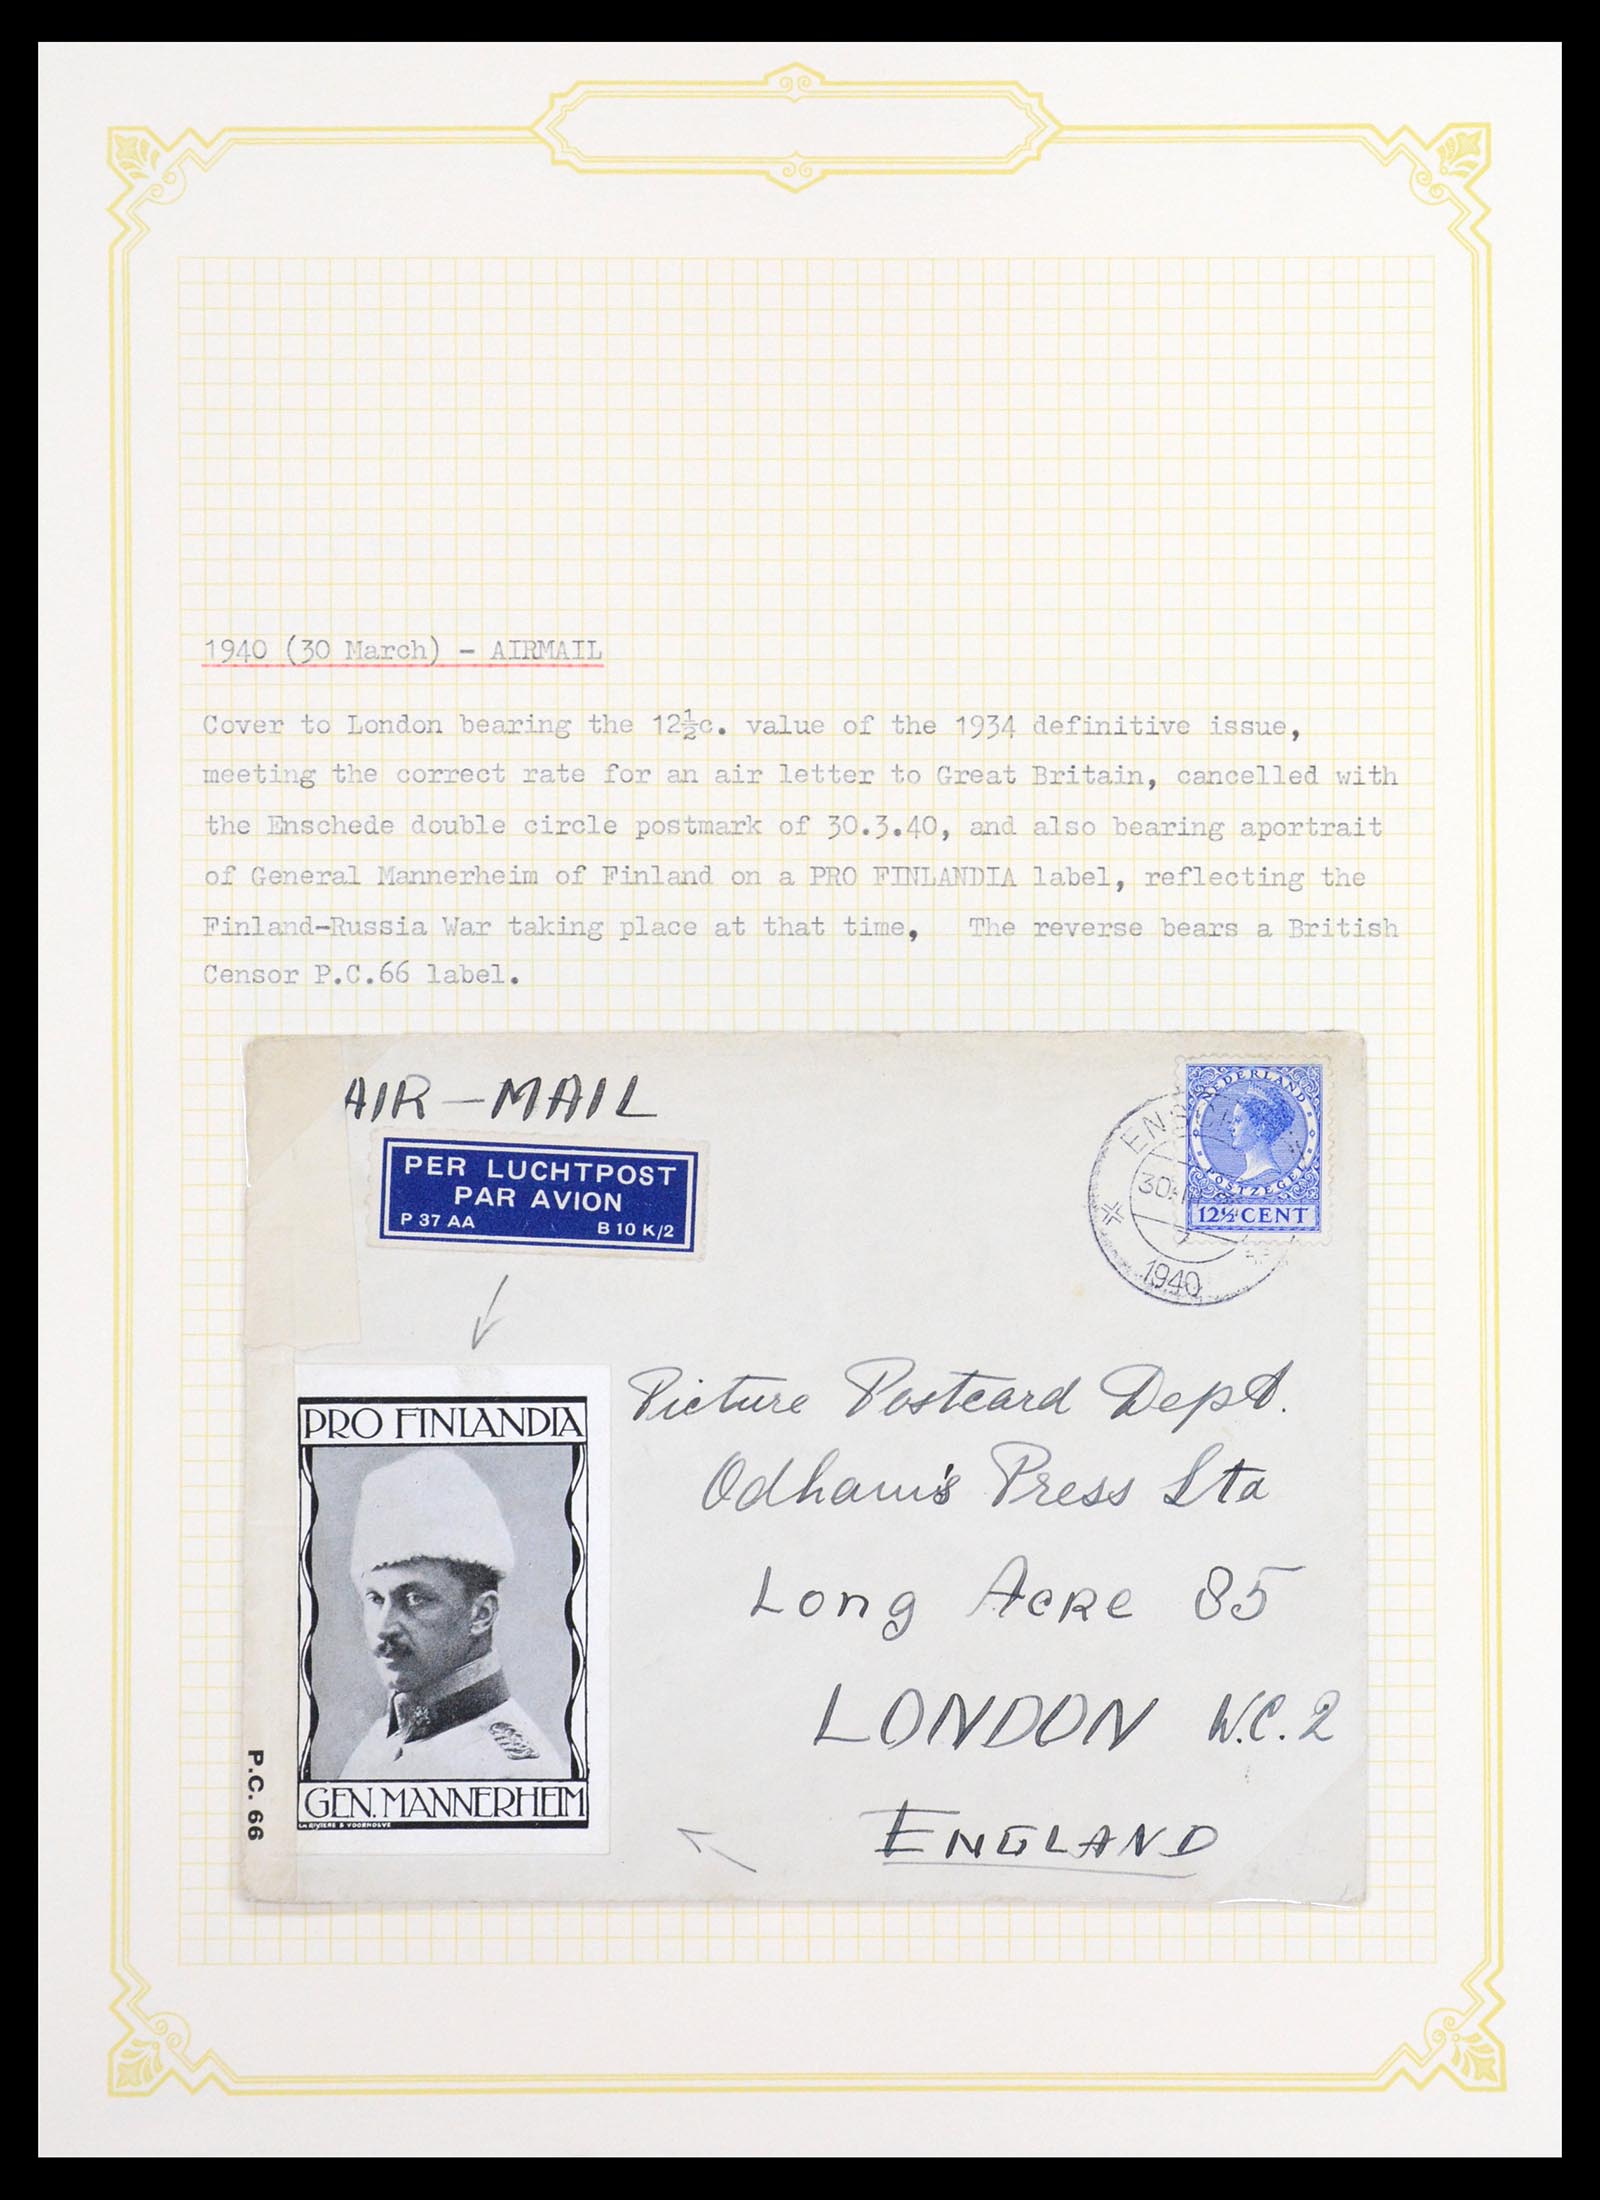 1940 (30 March) - AIRMAIL
Cover to London bearing the 12½c. value of the 1934 definitive issue,
meeting the correct rate for an air letter to Great Britain, cancelled with
the Enschede double circle postmark of 30.3.40, and also bearing aportrait
of General Mannerheim of Finland on a PRO FINLANDIA label, reflecting the
Finland-Russia War taking place at that time,   The reverse bears a British
Censor P.C.66 label.
AIR-MAIL
PER LUCHTPOST
PAR AVION
P 37 AA B 10 K/2
NEDERLAND
POSTZEGEL
12½ CENT
1940
PRO FINLANDIA
GEN. MANNERHEIM
P.C. 66
Picture Postcard Dept.
Odham's Press Ltd
Long Acre 85
LONDON W.C.2
ENGLAND